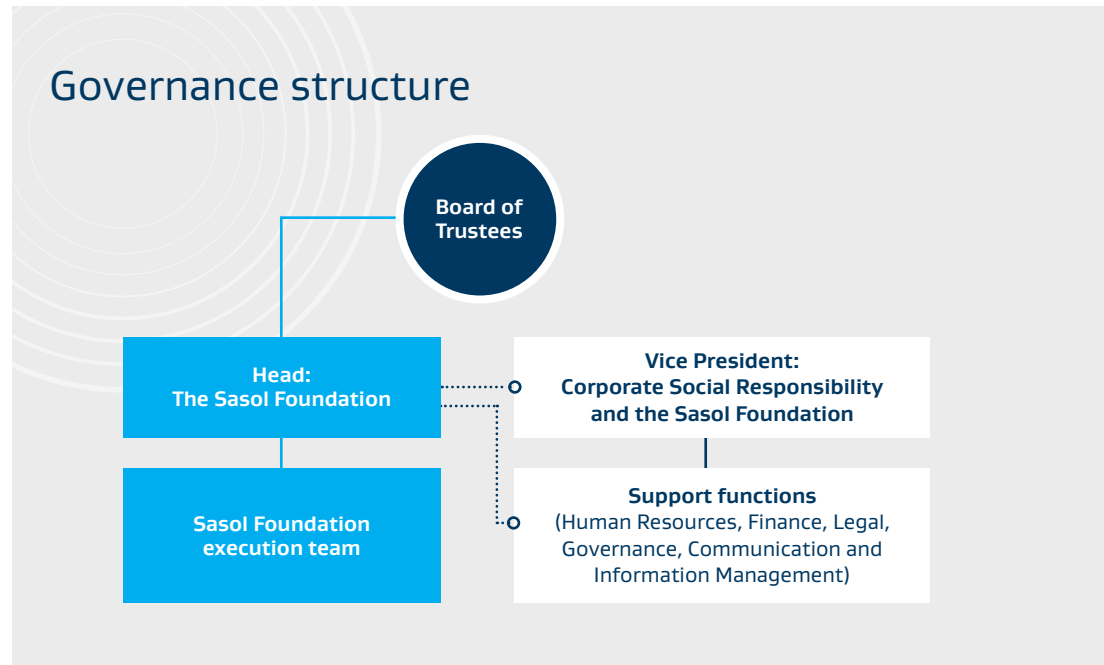 Governance structure
Board of
Trustees
Head:
The Sasol Foundation
Vice President:
Corporate Social Responsibility
and the Sasol Foundation
Sasol Foundation
execution team
Support functions
(Human Resources, Finance, Legal,
Governance, Communication and
Information Management)